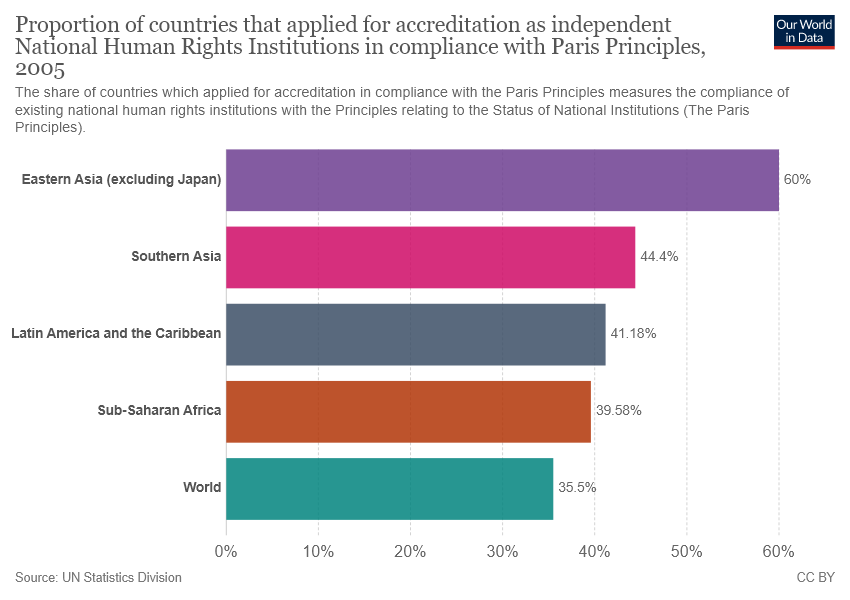 Proportion of countries that applied for accreditation as independent
National Human Rights Institutions in compliance with Paris Principles,
2005
Our World
in Data
The share of countries which applied for accreditation in compliance with the Paris Principles measures the compliance of
existing national human rights institutions with the Principles relating to the Status of National Institutions (The Paris
Principles).
Eastern Asia (excluding Japan) 60%
Southern Asia 44.4%
Latin America and the Caribbean 41.18%
Sub-Saharan Africa 39.58%
World 35.5%
0% 10% 20% 30% 40% 50% 60%
Source: UN Statistics Division CC BY